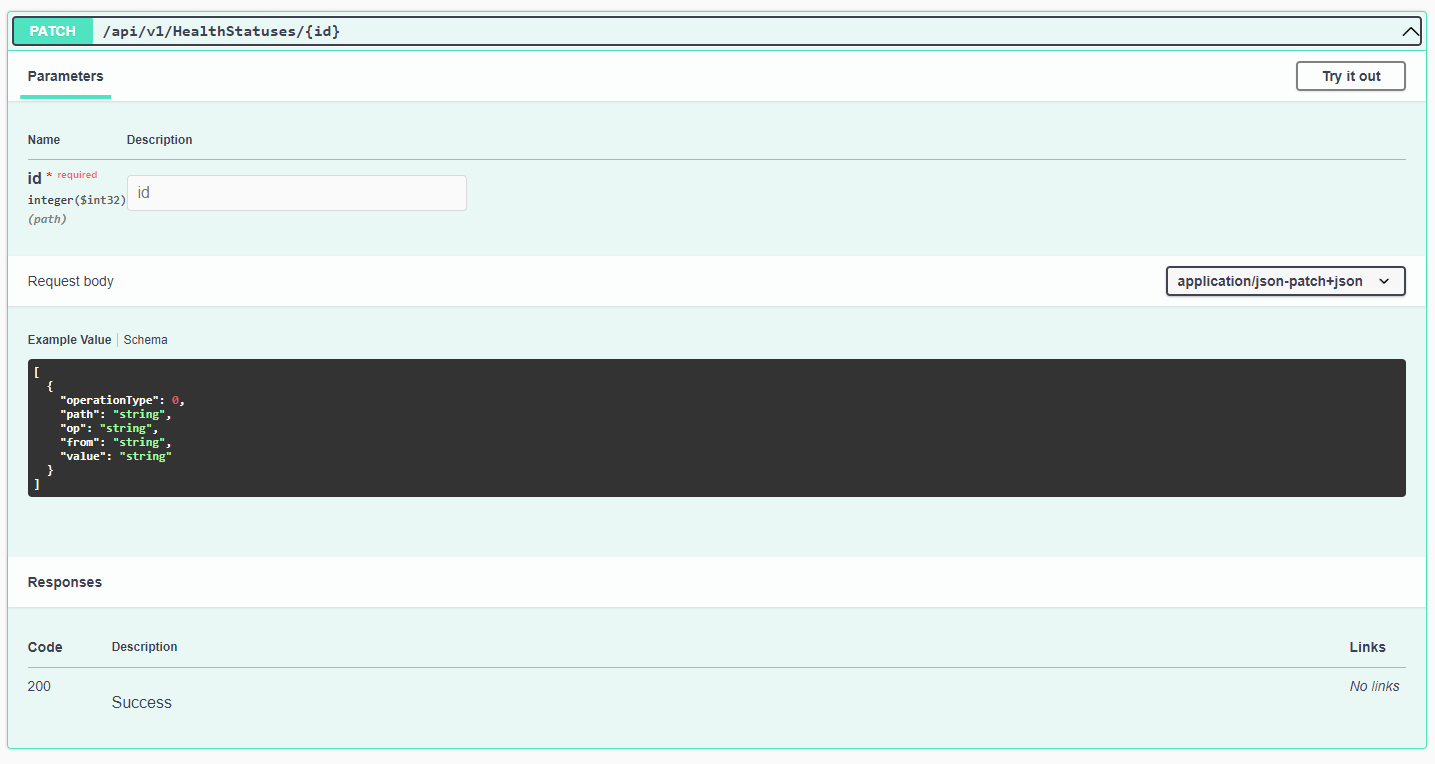 PATCH /api/v1/HealthStatuses/{id}
Parameters
Try it out
Name Description
id * required
integer($int32)
(path)
id
Request body
application/json-patch+json
Example Value Schema
[
  {
    "operationType": 0,
    "path": "string",
    "op": "string",
    "from": "string",
    "value": "string"
  }
]
Responses
Code Description Links
200 Success No links